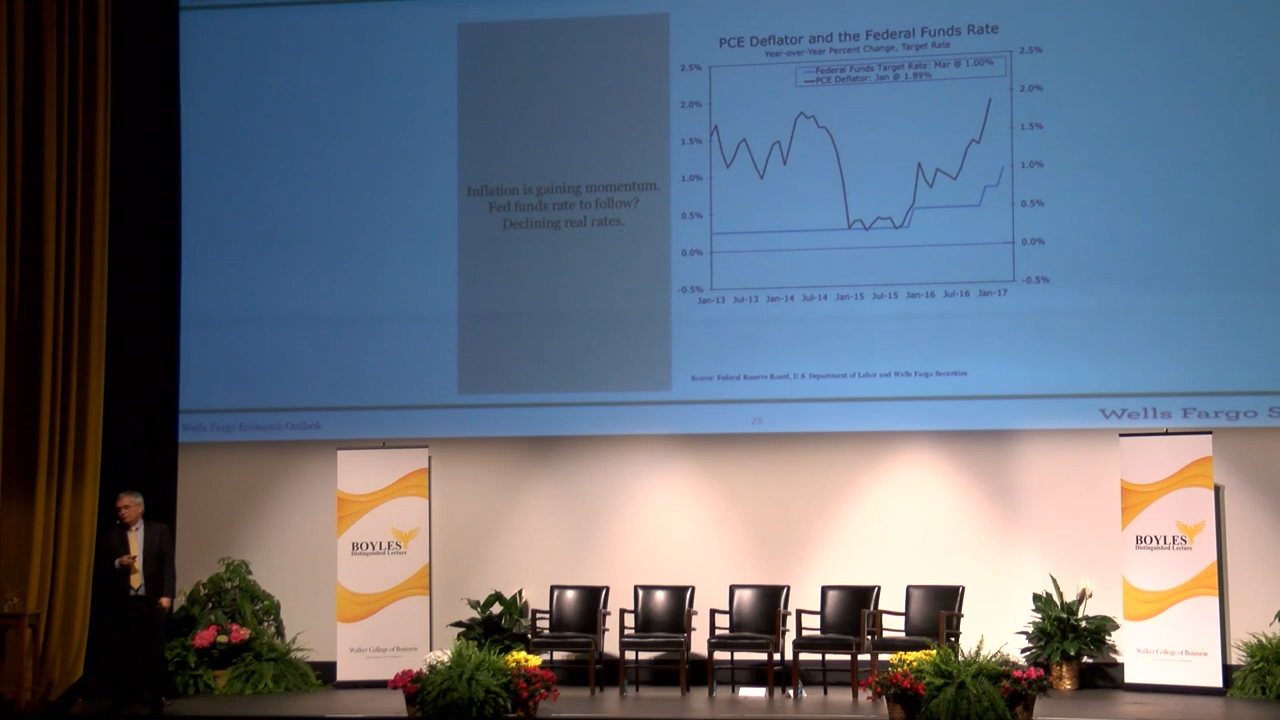 Inflation is gaining momentum.
Fed funds rate to follow?
Declining real rates.
PCE Deflator and the Federal Funds Rate
Year-over-Year Percent Change, Target Rate
Federal Funds Target Rate: Mar @ 1.00%
PCE Deflator: Jan @ 1.89%
2.5%
2.0%
1.5%
1.0%
0.5%
0.0%
-0.5%
2.5%
2.0%
1.5%
1.0%
0.5%
0.0%
-0.5%
Jan-13 Jul-13 Jan-14 Jul-14 Jan-15 Jul-15 Jan-16 Jul-16 Jan-17
Source: Federal Reserve Board, U.S. Department of Labor and Wells Fargo Securities
Wells Fargo Economic Outlook
28
Wells Fargo S
BOYLES
Distinguished Lecture
Walker College of Business
BOYLES
Distinguished Lecture
Walker College of Business